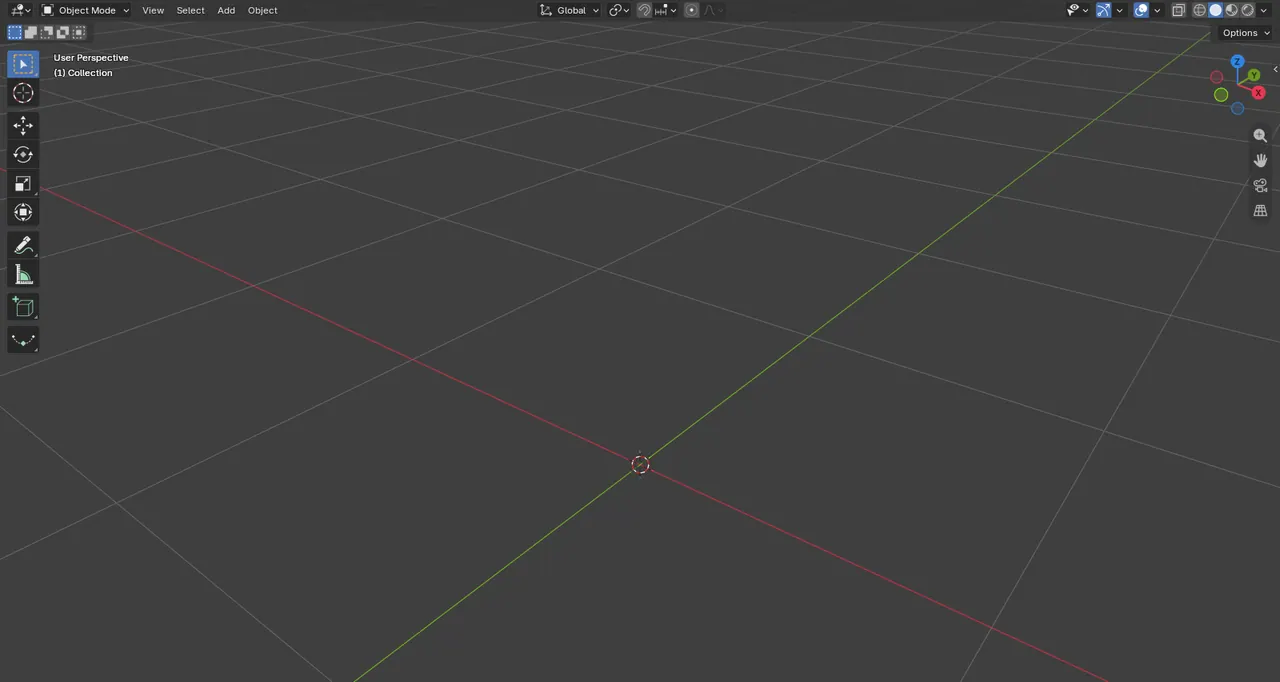 Object Mode View Select Add Object Global
Options
User Perspective
(1) Collection
Z
Y
X